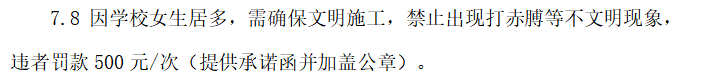 7.8 因学校女生居多，需确保文明施工，禁止出现打赤膊等不文明现象，
违者罚款 500 元/次（提供承诺函并加盖公章）。